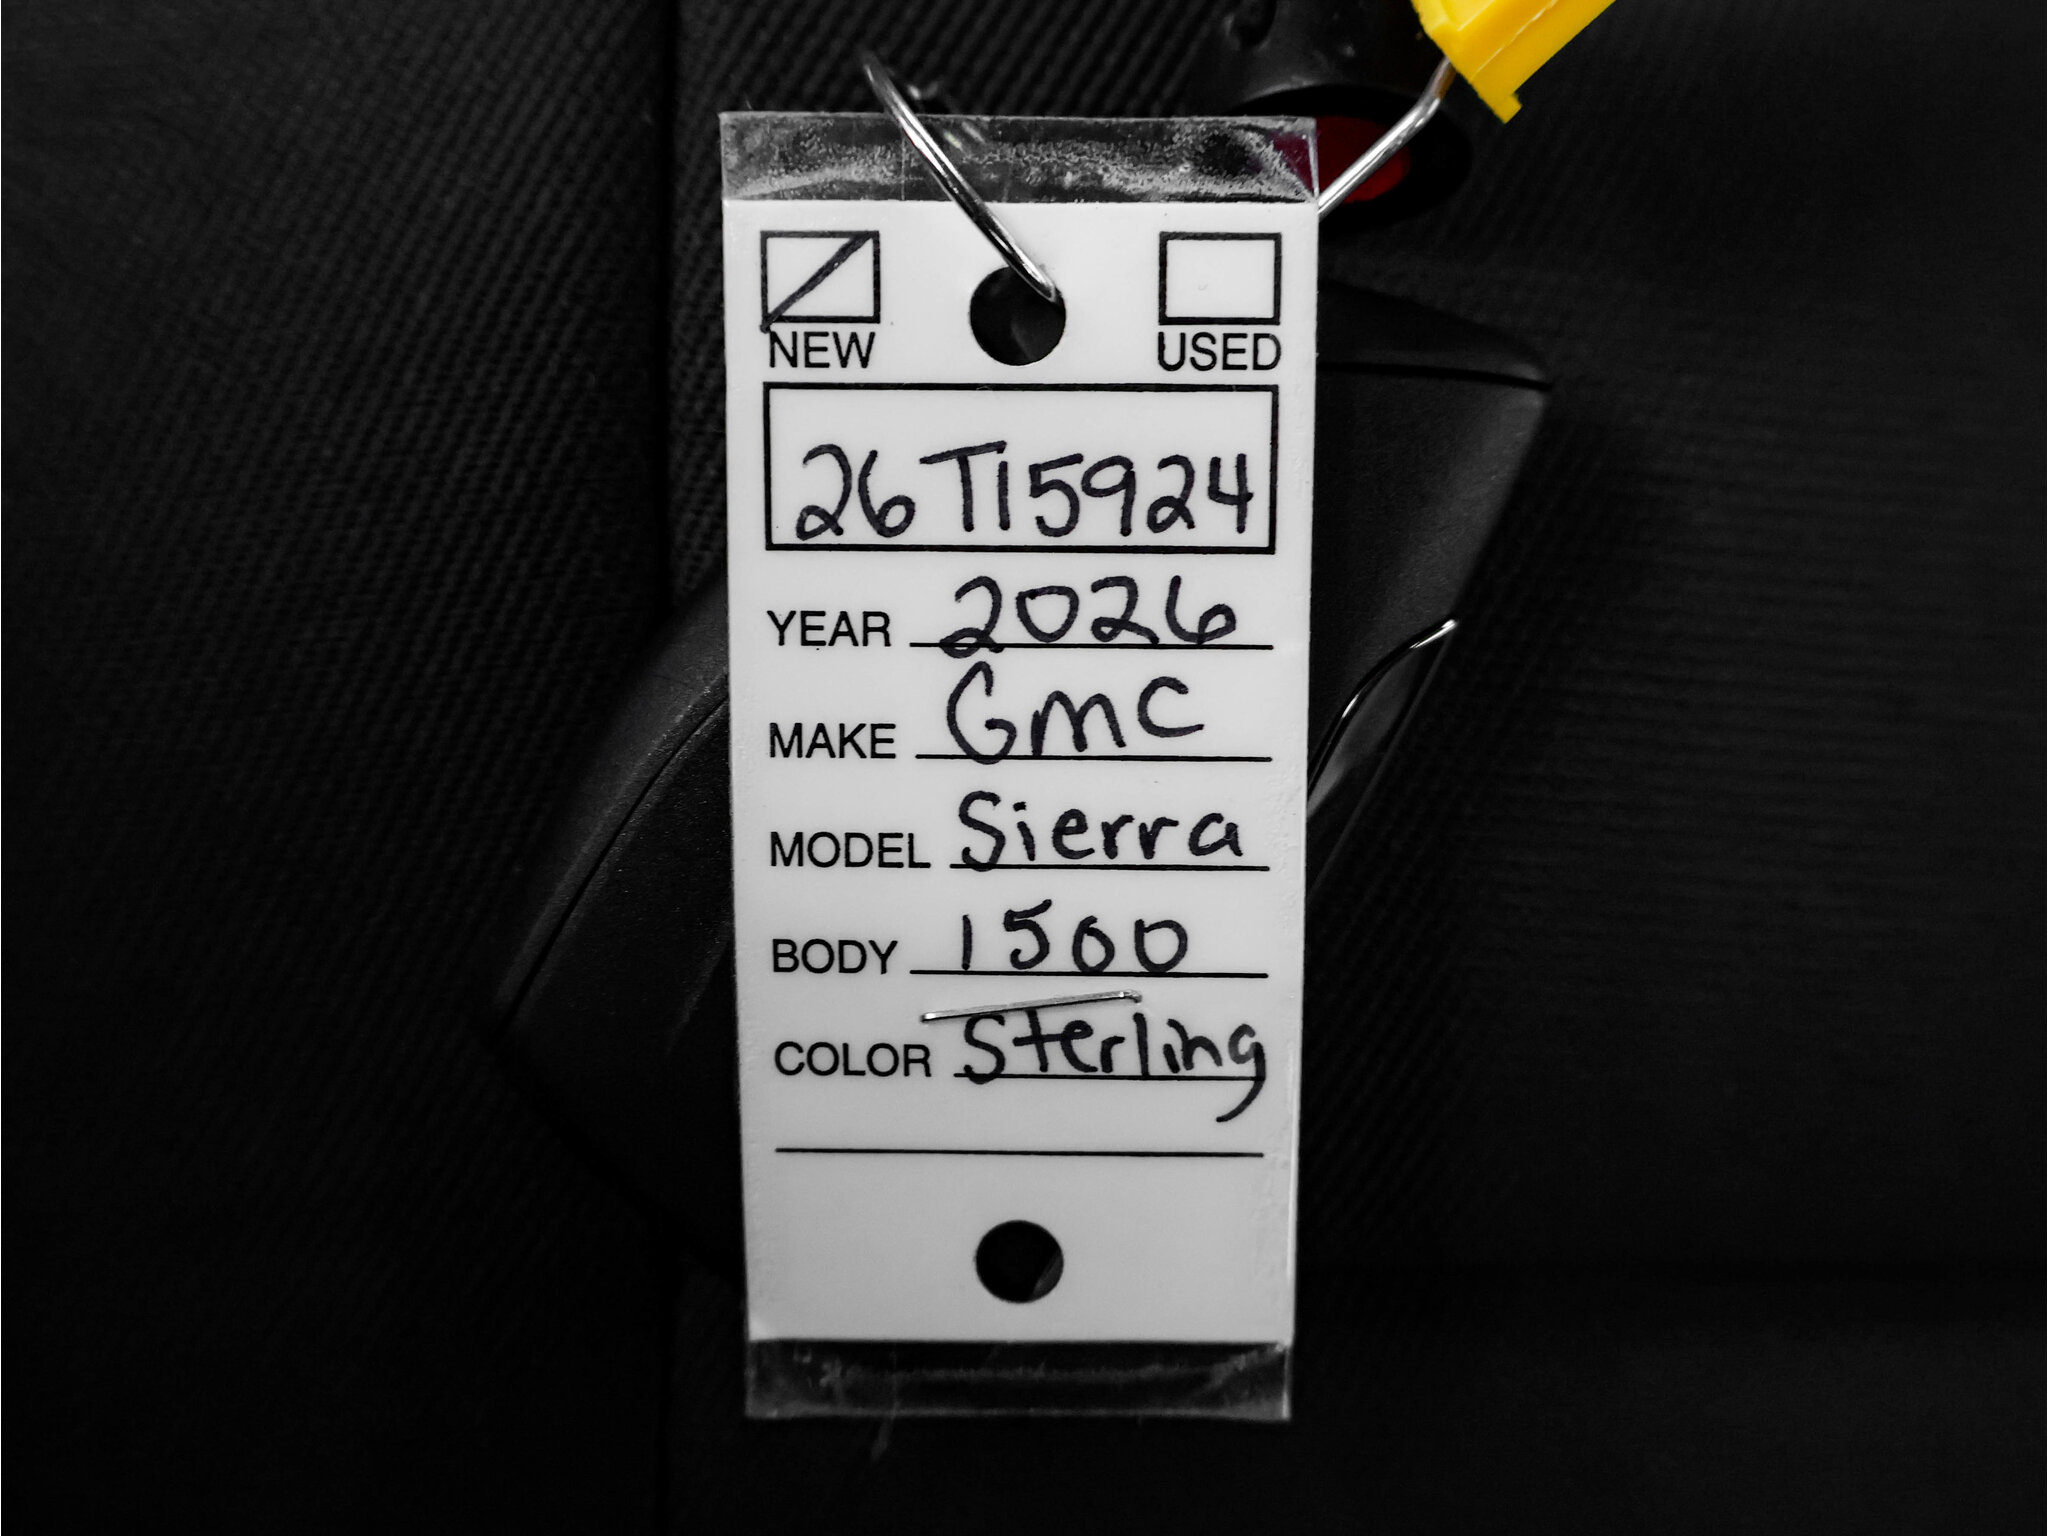 NEW USED
26T15924
YEAR 2026
MAKE GMC
MODEL Sierra
BODY 1500
COLOR Sterling